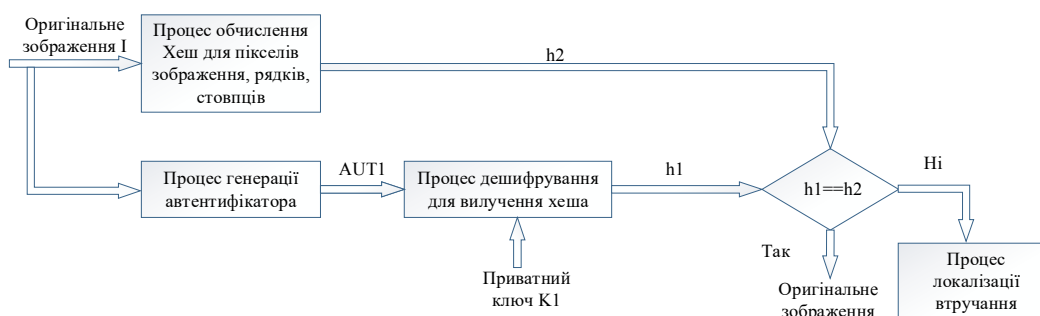 Оригінальне
зображення I
Процес обчислення
Хеш для пікселів
зображення, рядків,
стовпців
h2
Процес генерації
автентифікатора
AUT1
Процес дешифрування
для вилучення хеша
h1
h1==h2
Ні
Приватний
ключ K1
Так
Оригінальне
зображення
Процес
локалізації
втручання